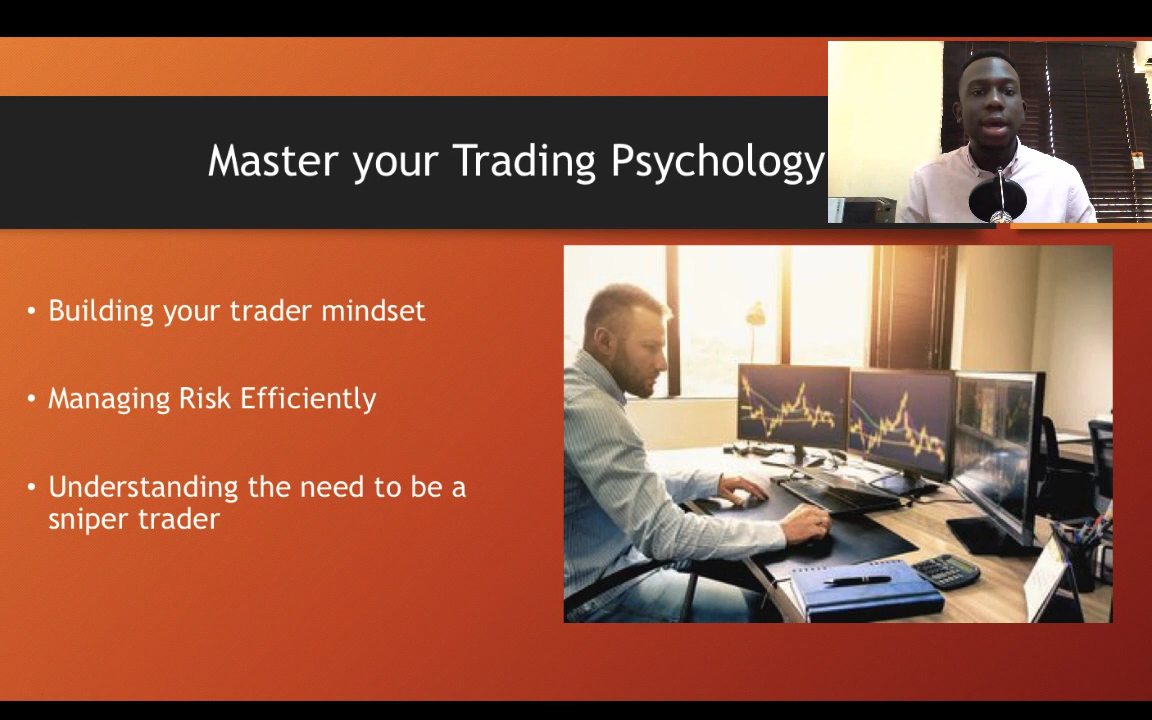 Master your Trading Psychology
• Building your trader mindset
• Managing Risk Efficiently
• Understanding the need to be a
sniper trader